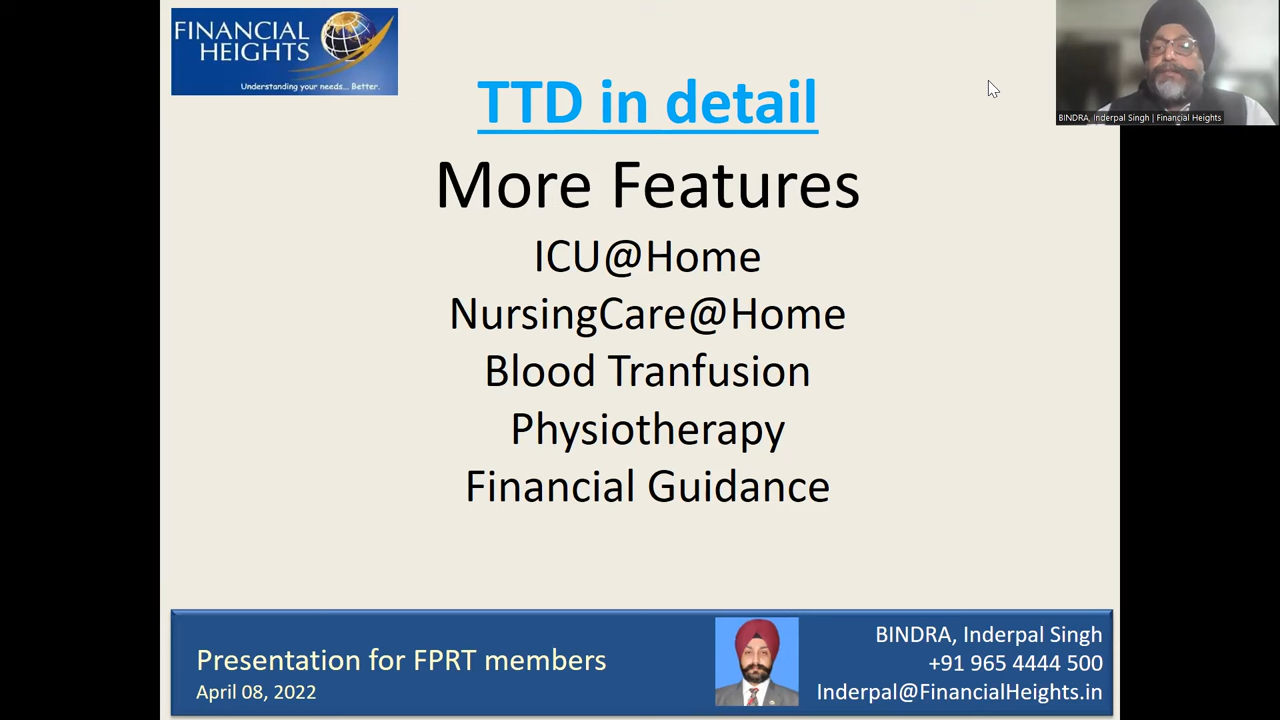 FINANCIAL
HEIGHTS
Understanding your needs... Better.
BINDRA, Inderpal Singh | Financial Heights
TTD in detail
More Features
ICU@Home
NursingCare@Home
Blood Tranfusion
Physiotherapy
Financial Guidance
Presentation for FPRT members
April 08, 2022
BINDRA, Inderpal Singh
+91 965 4444 500
Inderpal@FinancialHeights.in